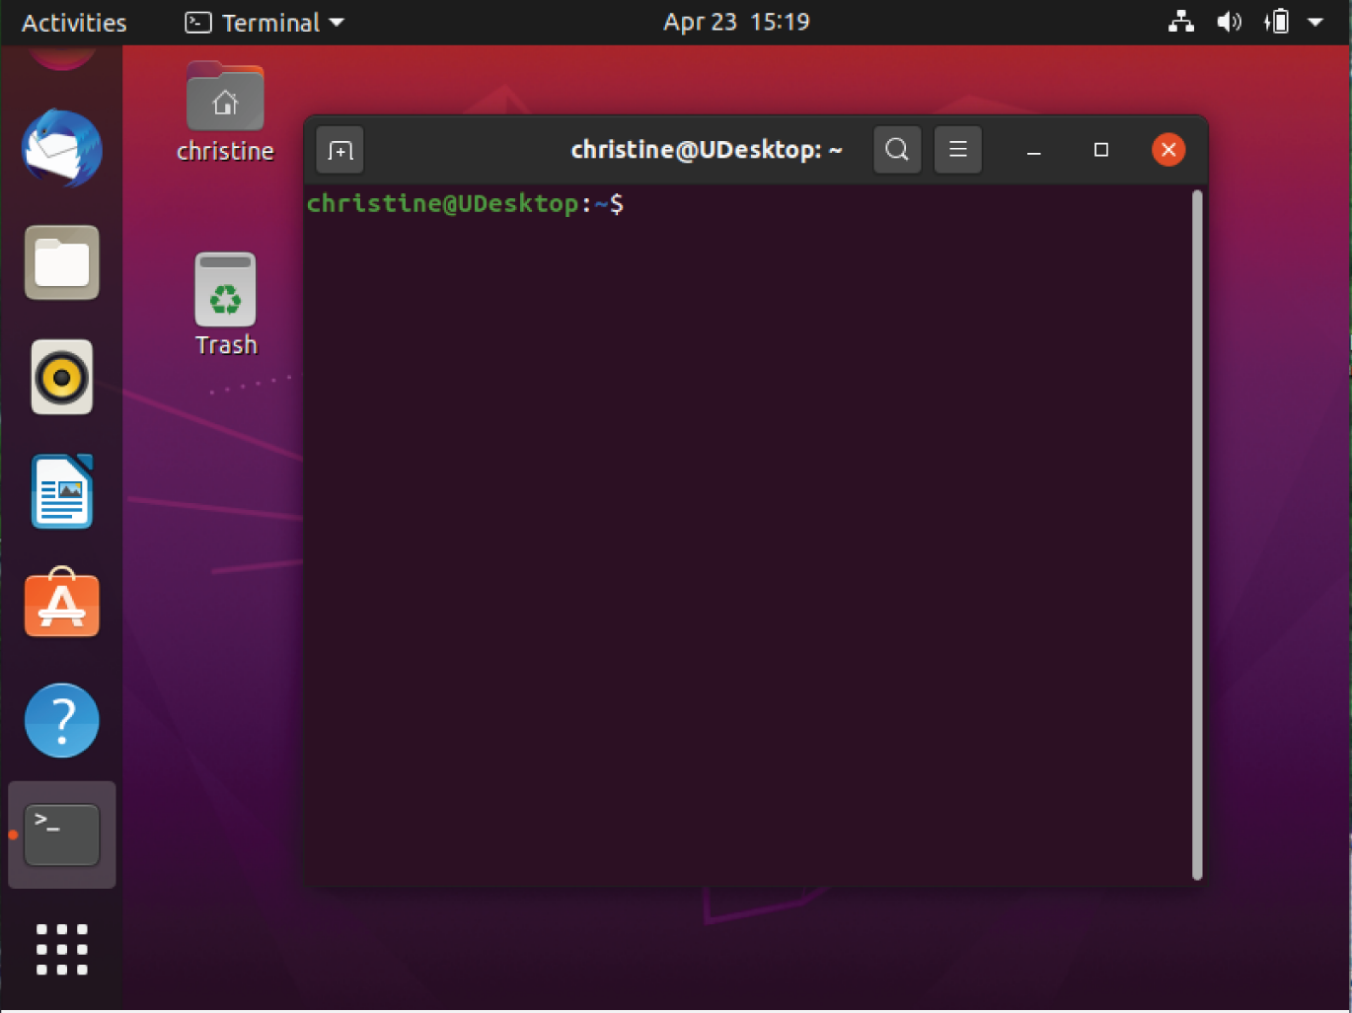 Activities
Terminal
Apr 23 15:19
christine
Trash
christine@UDesktop: ~
christine@UDesktop:~$